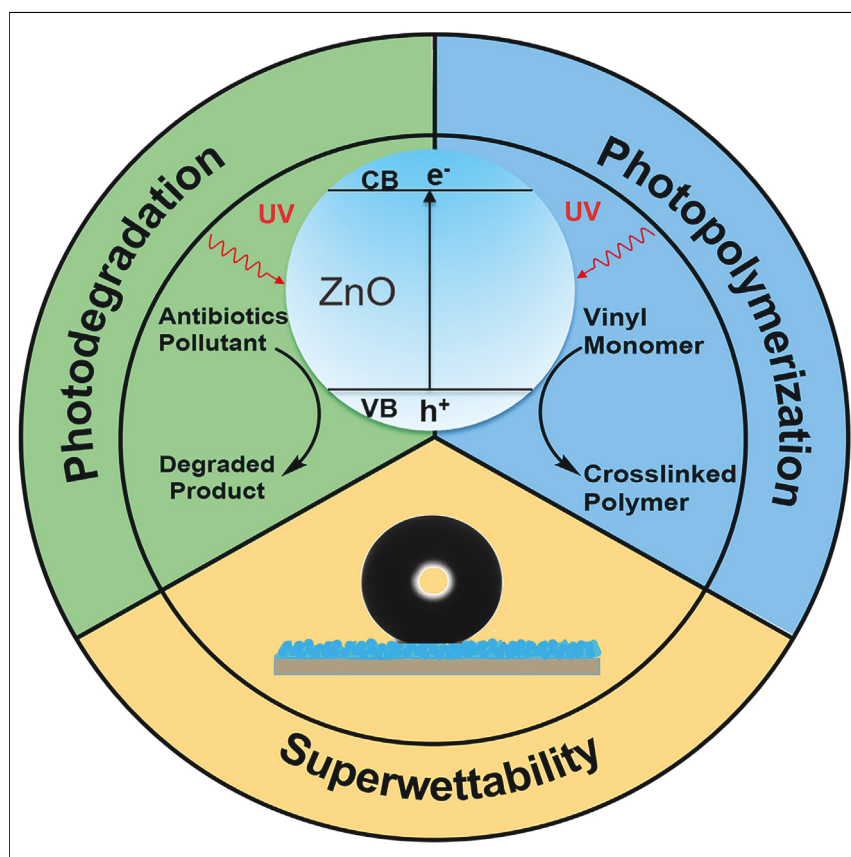 Photodegradation
Photopolymerization
CB e-
UV
UV
ZnO
Antibiotics
Pollutant
Vinyl
Monomer
VB h+
Degraded
Product
Crosslinked
Polymer
Superwettability